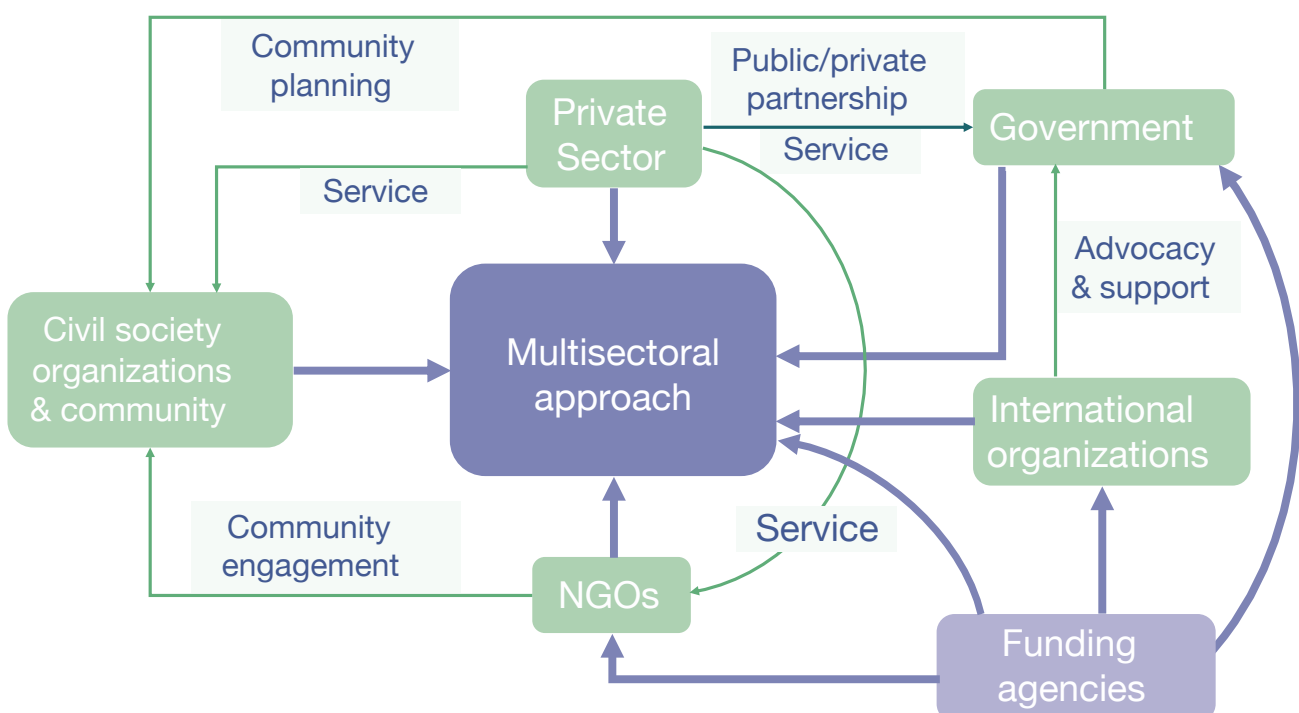 Community
planning
Private
Sector
Public/private
partnership
Service
Government
Service
Advocacy
& support
Civil society
organizations
& community
Multisectoral
approach
International
organizations
Community
engagement
NGOs
Service
Funding
agencies